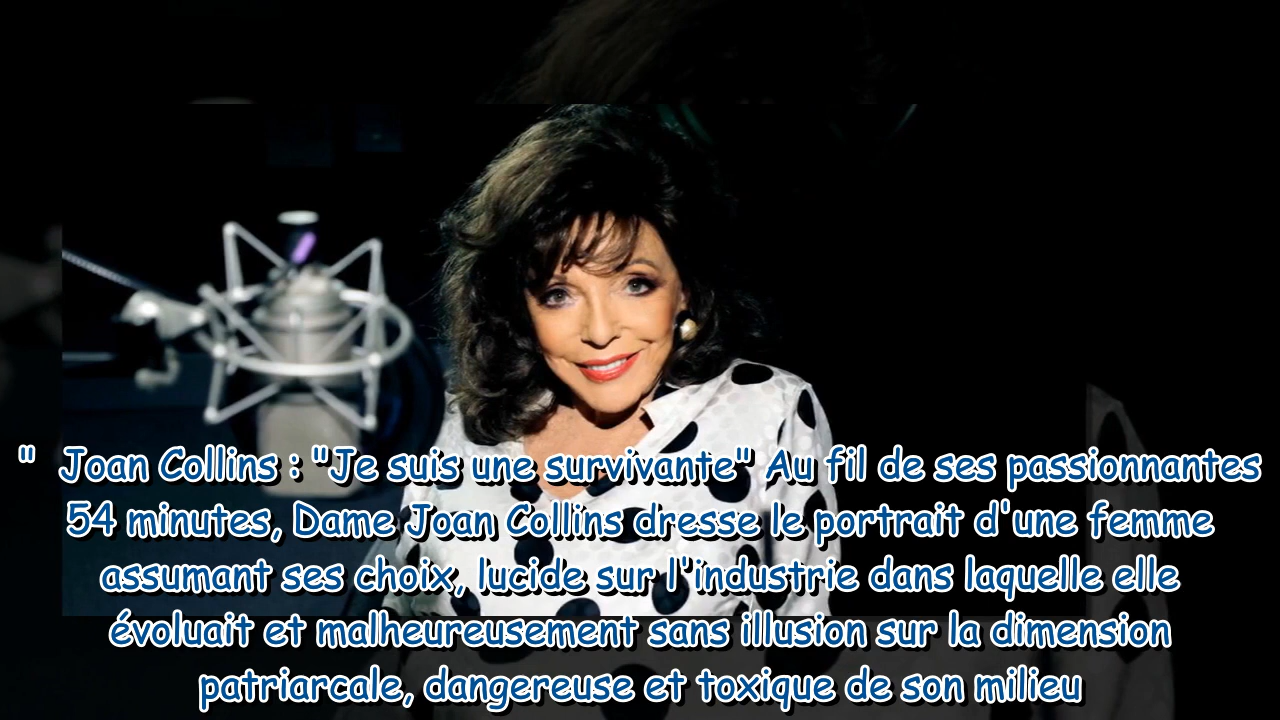 "  Joan Collins : "Je suis une survivante" Au fil de ses passionnantes
54 minutes, Dame Joan Collins dresse le portrait d'une femme
assumant ses choix, lucide sur l'industrie dans laquelle elle
évoluait et malheureusement sans illusion sur la dimension
patriarcale, dangereuse et toxique de son milieu